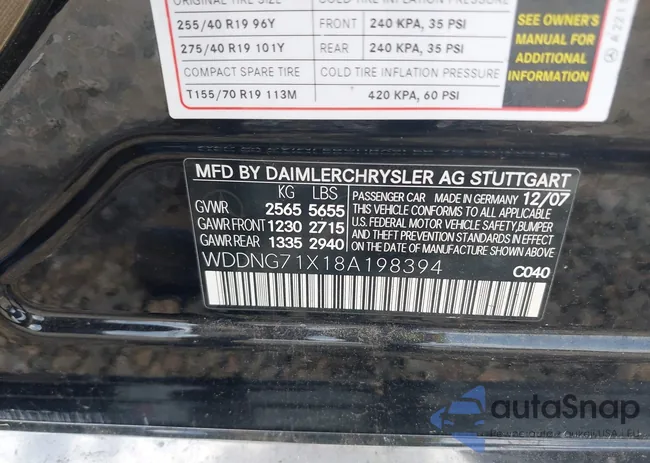 255/40 R19 96Y FRONT 240 KPA, 35 PSI
275/40 R19 101Y REAR 240 KPA, 35 PSI
COMPACT SPARE TIRE COLD TIRE INFLATION PRESSURE
T155/70 R19 113M 420 KPA, 60 PSI
SEE OWNER'S
MANUAL FOR
ADDITIONAL
INFORMATION
A 221
MFD BY DAIMLERCHRYSLER AG STUTTGART
KG LBS
GVWR 2565 5655
GAWR FRONT 1230 2715
GAWR REAR 1335 2940
PASSENGER CAR MADE IN GERMANY 12/07
THIS VEHICLE CONFORMS TO ALL APPLICABLE
U.S. FEDERAL MOTOR VEHICLE SAFETY,BUMPER
AND THEFT PREVENTION STANDARDS IN EFFECT
ON THE DATE OF MANUFACTURE SHOWN ABOVE
WDDNG71X18A198394
C040
autoSnap